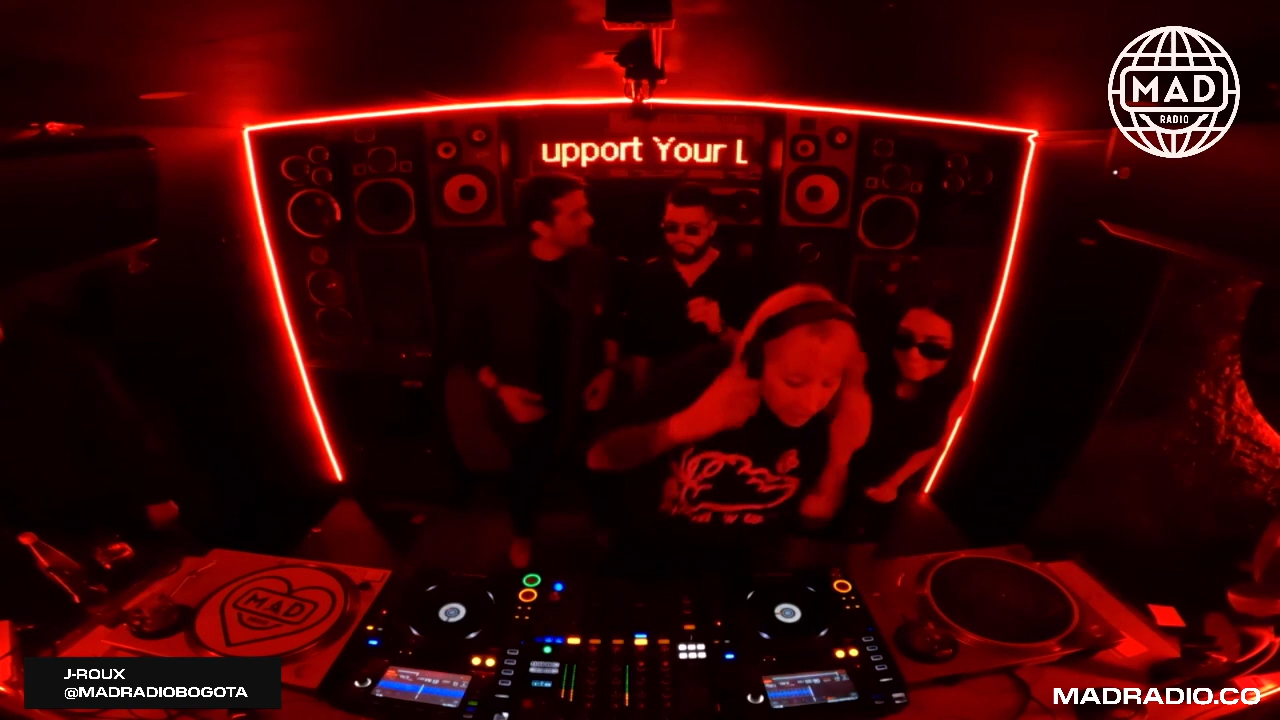 MAD
RADIO
upport Your L
MAD
J-ROUX
@MADRADIOBOGOTA
MADRADIO.CO